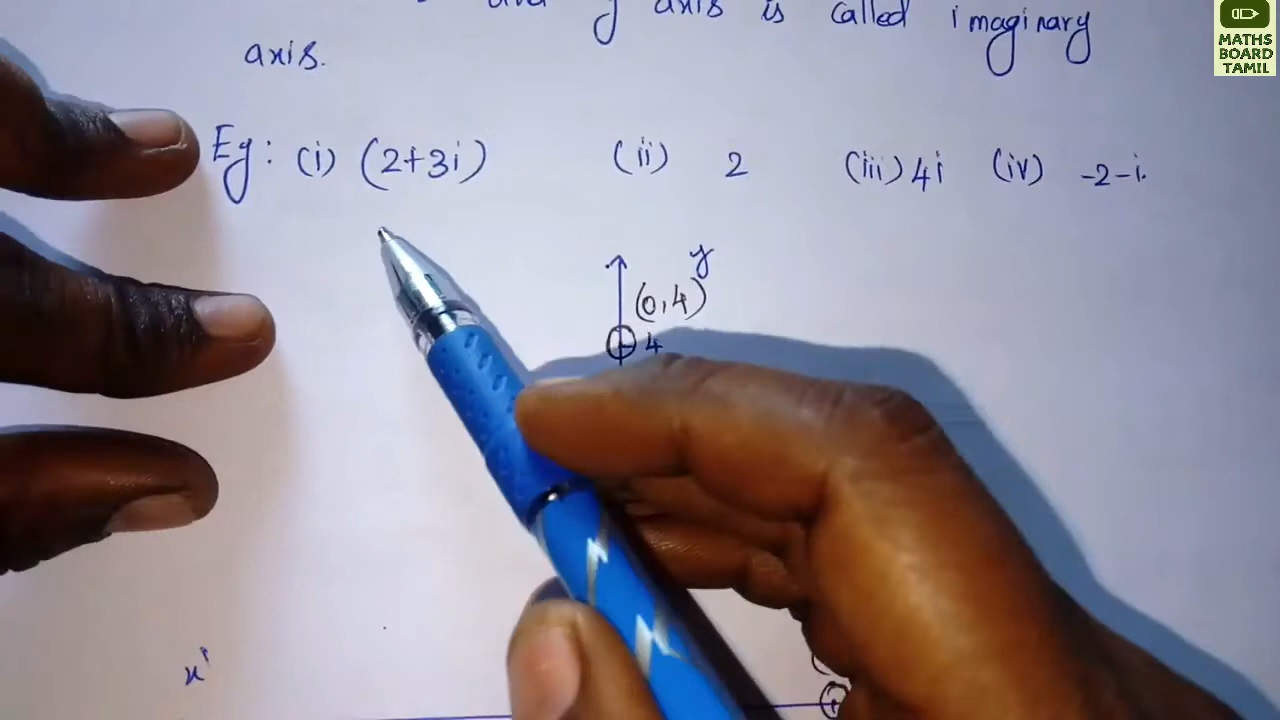 and y axis is called imaginary
axis.
MATHS
BOARD
TAMIL
Eg: (i) (2+3i) (ii) 2 (iii) 4i (iv) -2-i.
y
(0,4)
4
x'